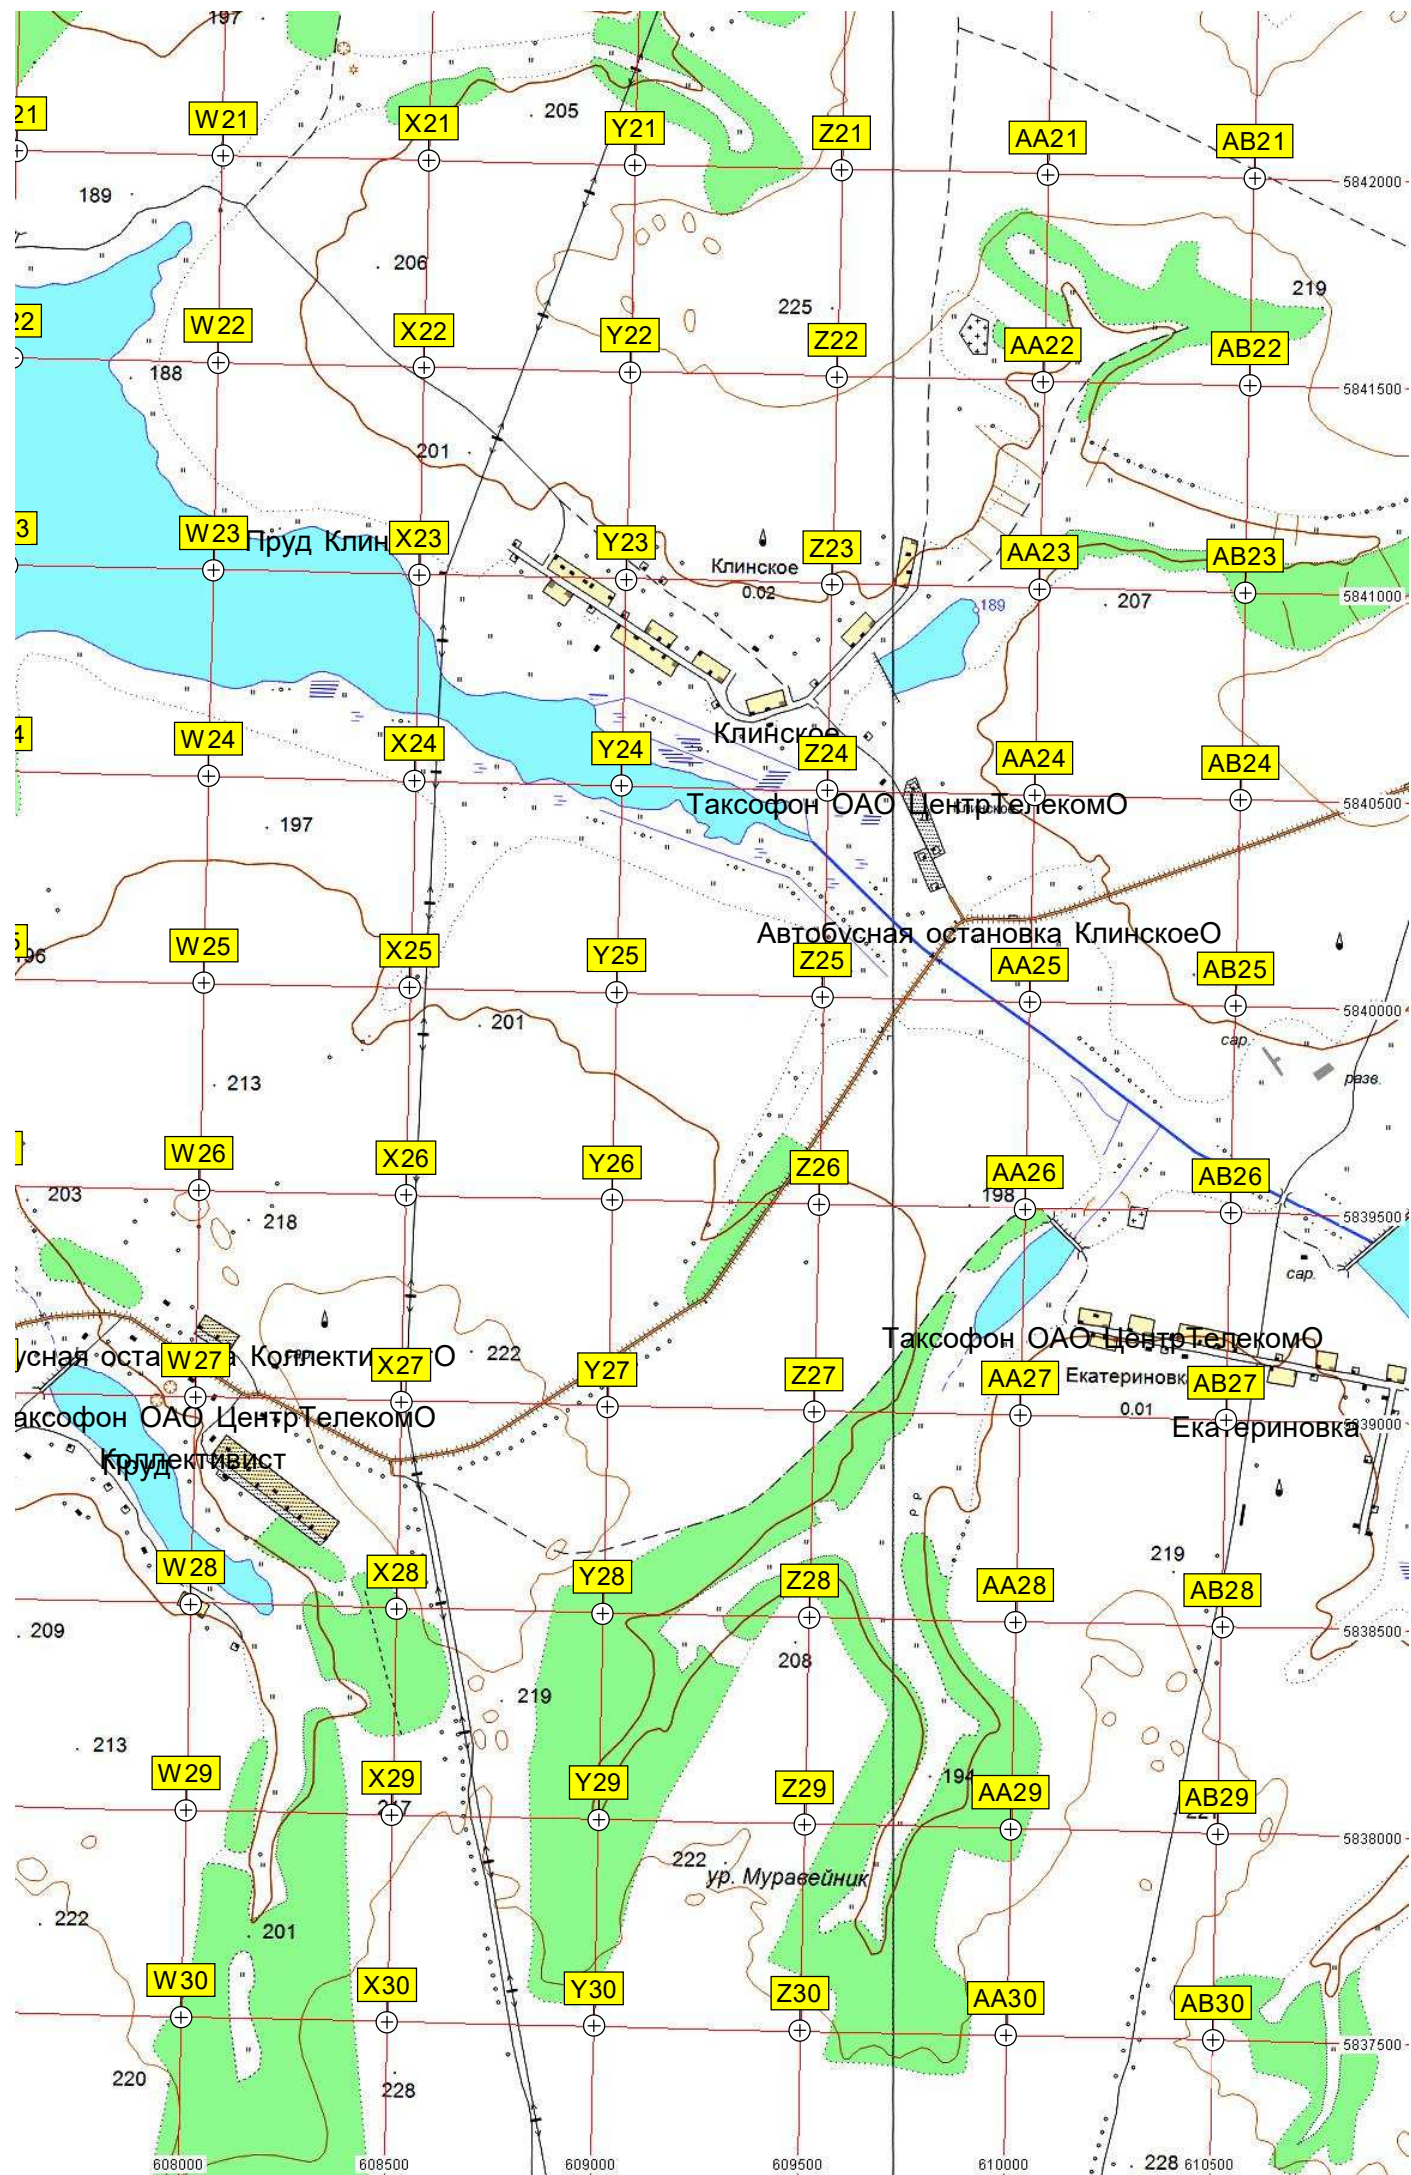 197
205
21
W21
X21
Y21
Z21
AA21
AB21
5842000
189
206
219
225
22
W22
X22
Y22
Z22
AA22
AB22
188
5841500
201
3
W23
Пруд Клин
X23
Y23
Z23
AA23
AB23
Клинское
0.02
189
207
5841000
4
W24
X24
Y24
Клинское
Z24
AA24
AB24
5840500
Таксофон ОАО ЦентрТелекомО
197
Автобусная остановка КлинскоеО
W25
X25
Y25
Z25
AA25
AB25
5840000
201
сар.
213
разв.
W26
X26
Y26
Z26
AA26
AB26
203
198
218
5839500
сар.
Таксофон ОАО ЦентрТелекомО
усная оста
W27
Коллекти
О
X27
222
Y27
Z27
AA27
Екатериновк
AB27
0.01
аксофон ОАО ЦентрТелекомО
Екатериновка
5839000
Коллективист
Пруд
219
W28
X28
Y28
Z28
AA28
AB28
209
5838500
208
219
213
194
W29
X29
Y29
Z29
AA29
AB29
5838000
222
ур. Муравейник
222
201
W30
X30
Y30
Z30
AA30
AB30
5837500
220
228
228
608000
608500
609000
609500
610000
610500